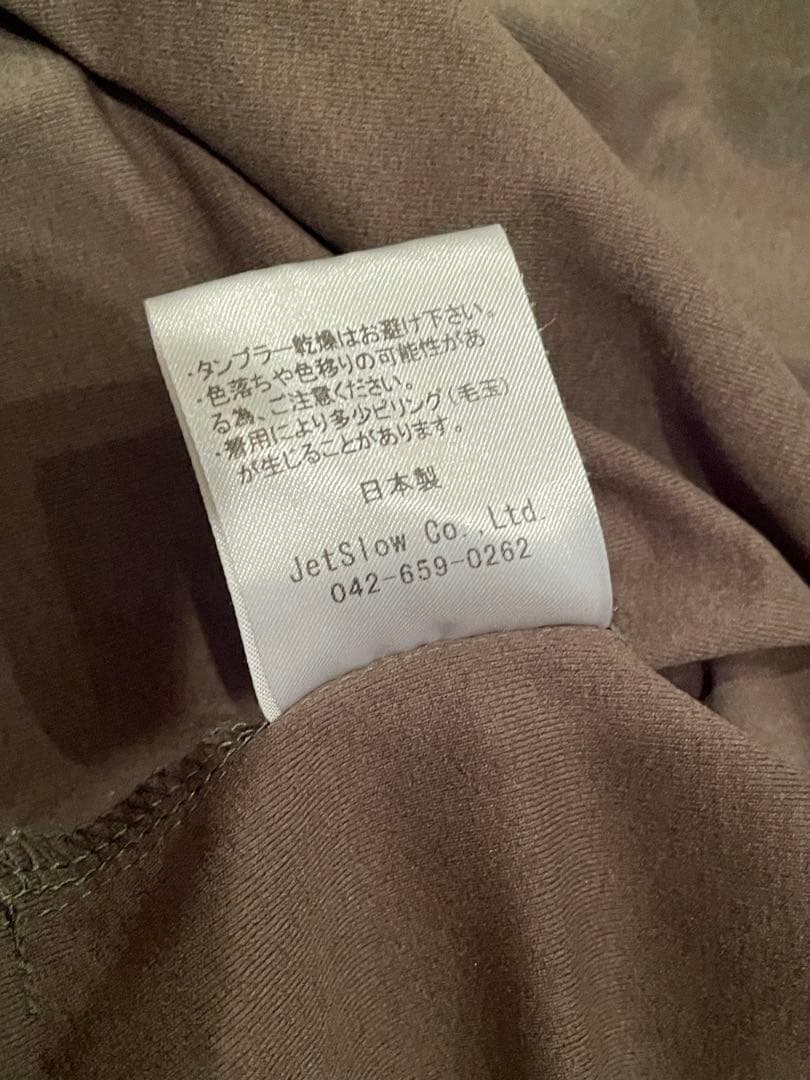 ・タンブラー乾燥はお避け下さい。
・色落ちや色移りの可能性があ
る為、ご注意ください。
・着用により多少ピリング(毛玉)
が生じることがあります。
日本製
JetSlow Co.,Ltd.
042-659-0262